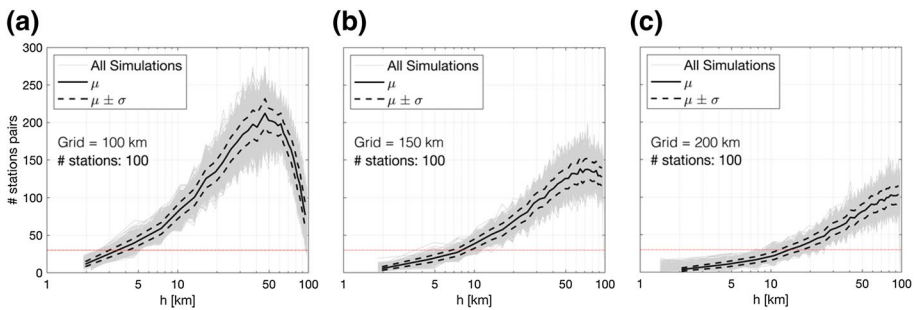 (a)
300
250
200
150
100
50
0
# stations pairs
All Simulations
μ
μ ± σ
Grid = 100 km
# stations: 100
1 5 10 50 100
h [km]
(b)
All Simulations
μ
μ ± σ
Grid = 150 km
# stations: 100
1 5 10 50 100
h [km]
(c)
All Simulations
μ
μ ± σ
Grid = 200 km
# stations: 100
1 5 10 50 100
h [km]